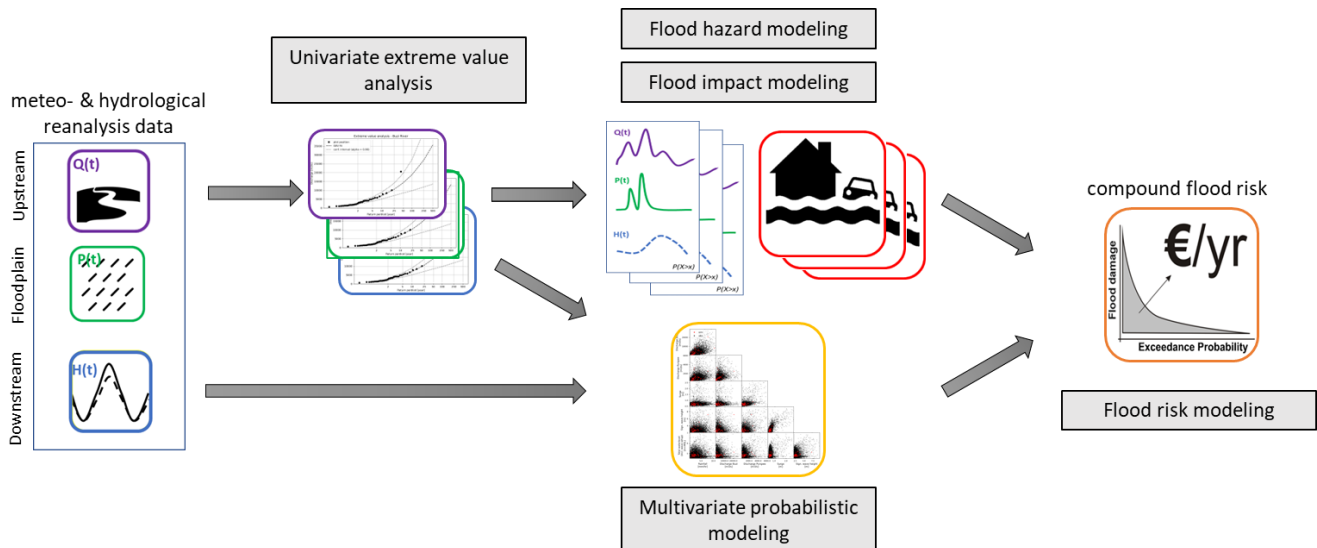 Flood hazard modeling
Univariate extreme value
analysis
Flood impact modeling
meteo- & hydrological
reanalysis data
Upstream
Q(t)
Floodplain
P(t)
Downstream
H(t)
Q(t)
P(t)
H(t)
P(X>x)
P(X>x)
P(X>x)
compound flood risk
€/yr
Flood damage
Exceedance Probability
Flood risk modeling
Multivariate probabilistic
modeling